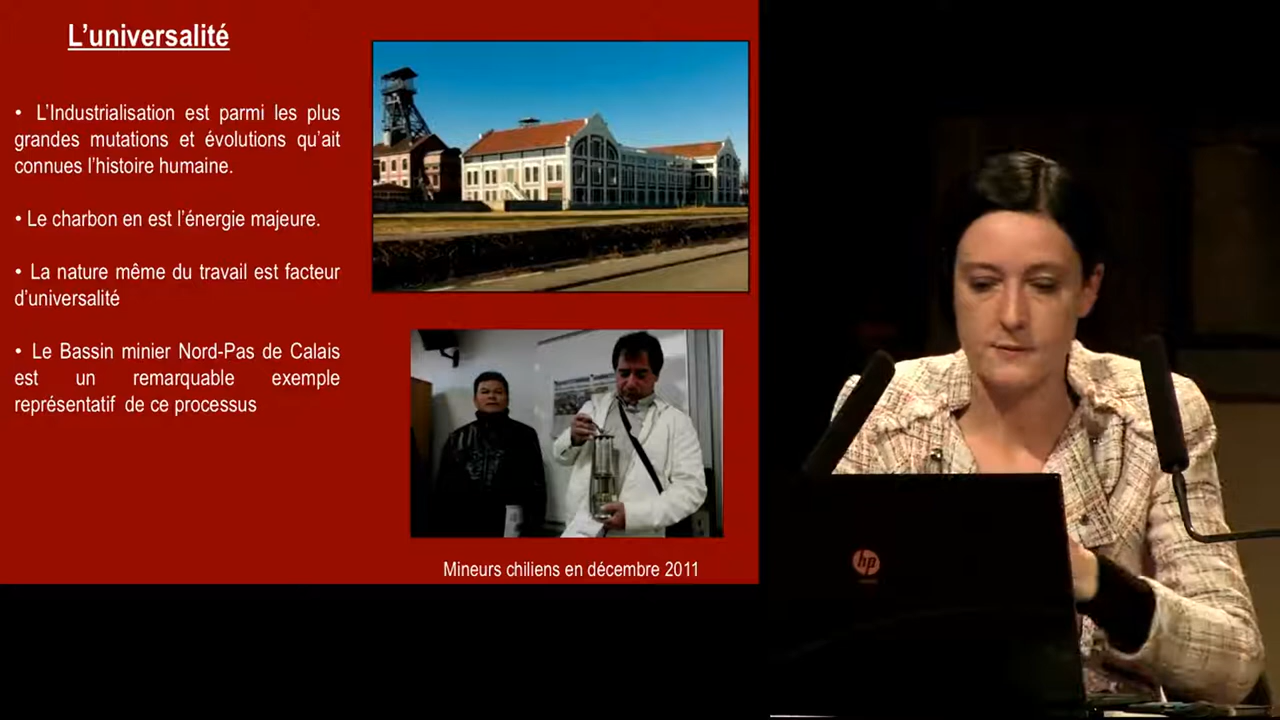 L’universalité
• L’Industrialisation est parmi les plus
grandes mutations et évolutions qu’ait
connues l’histoire humaine.
• Le charbon en est l’énergie majeure.
• La nature même du travail est facteur
d’universalité
• Le Bassin minier Nord-Pas de Calais
est un remarquable exemple
représentatif de ce processus
Mineurs chiliens en décembre 2011
hp